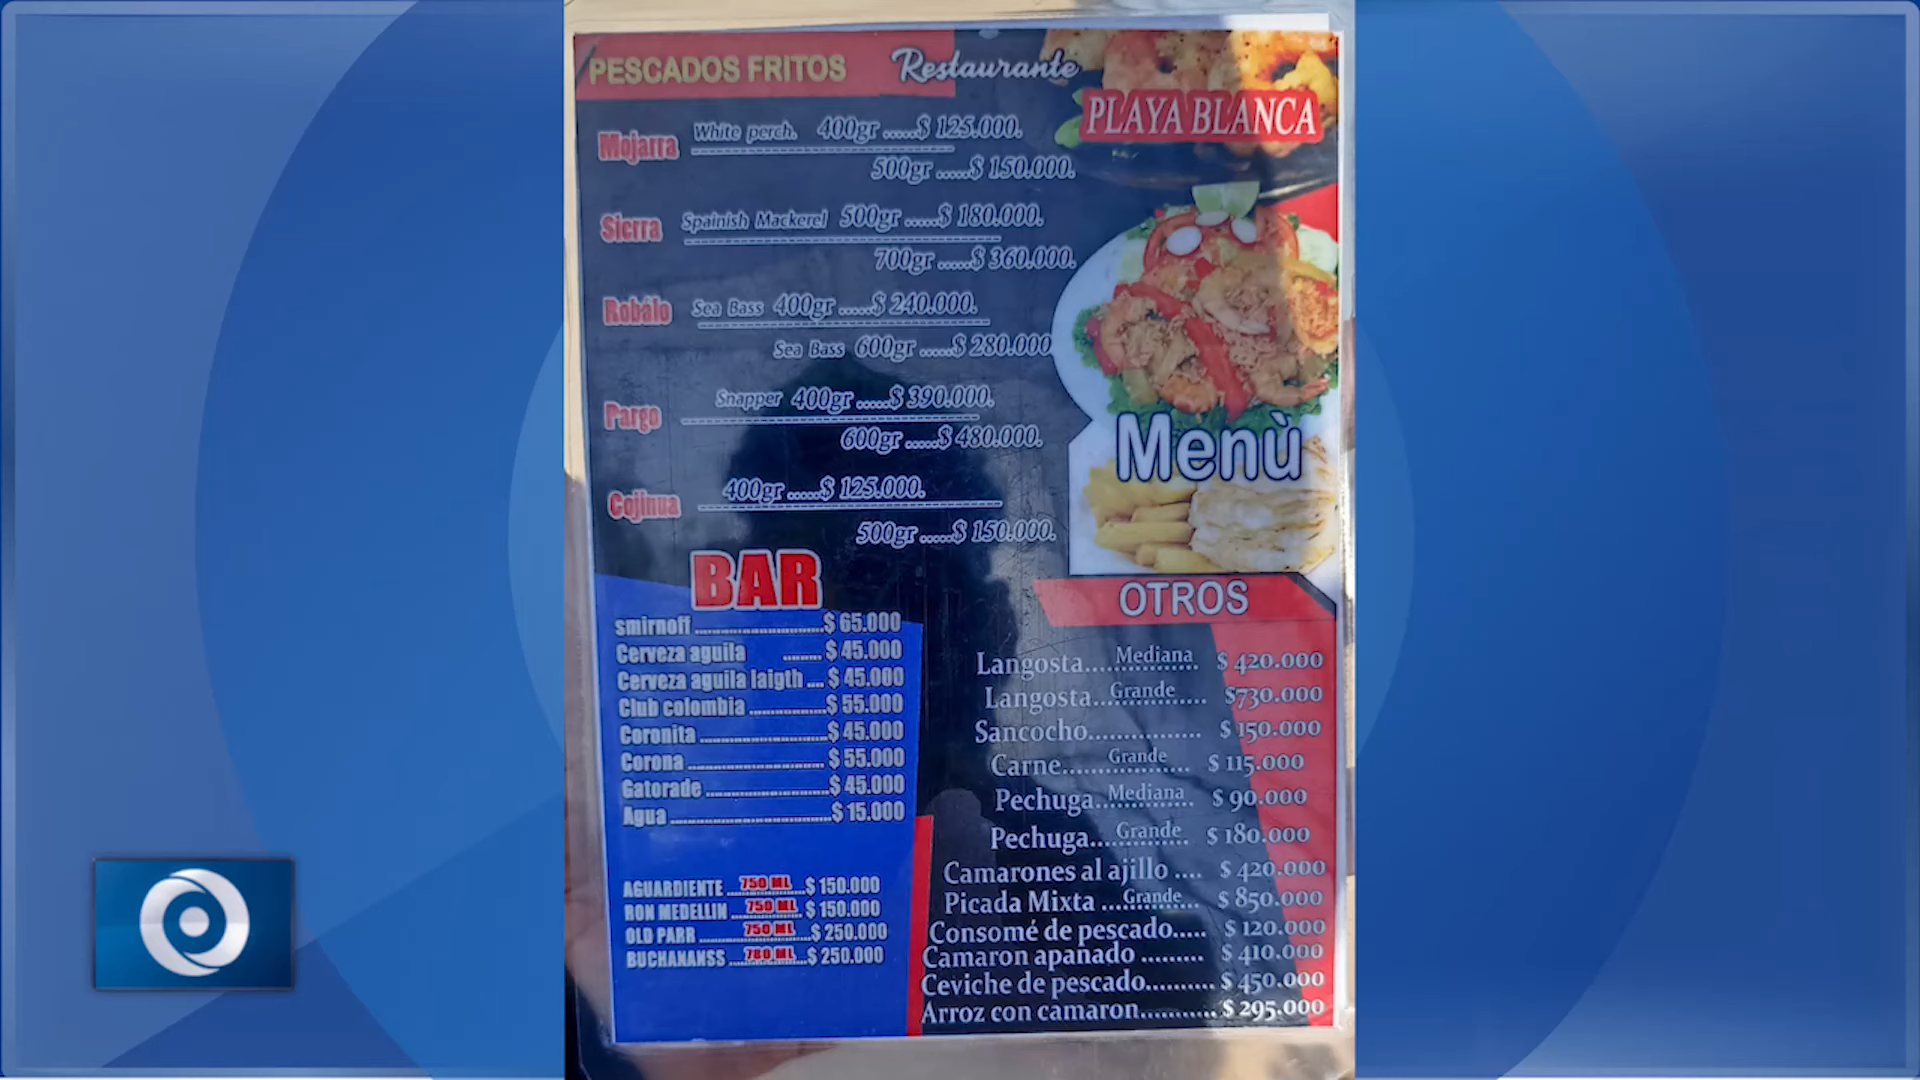 PESCADOS FRITOS
Restaurante
PLAYA BLANCA
Mojarra White perch. 400gr .....$ 125.000.
500gr .....$ 150.000.
Sierra Spainish Mackerel 500gr ......$ 180.000.
700gr ......$ 360.000.
Robálo Sea Bass 400gr ......$ 240.000.
Sea Bass 600gr .....$ 280.000
Pargo Snapper 400gr ......$ 390.000.
600gr .....$ 480.000.
Cojinua 400gr .....$ 125.000.
500gr .....$ 150.000.
Menù
BAR
smirnoff ........................ $ 65.000
Cerveza aguila ........ $ 45.000
Cerveza aguila laigth .... $ 45.000
Club colombia ................ $ 55.000
Coronita ........................ $ 45.000
Corona ........................ $ 55.000
Gatorade ........................ $ 45.000
Agua ........................ $ 15.000
AGUARDIENTE 750 ML $ 150.000
RON MEDELLIN 750 ML $ 150.000
OLD PARR 750 ML $ 250.000
BUCHANANSS 780 ML $ 250.000
OTROS
Langosta.... Mediana $ 420.000
Langosta.. Grande $730.000
Sancocho................ $ 150.000
Carne.... Grande $ 115.000
Pechuga.. Mediana $ 90.000
Pechuga... Grande $ 180.000
Camarones al ajillo .... $ 420.000
Picada Mixta ... Grande $ 850.000
Consomé de pescado..... $ 120.000
Camaron apanado ......... $ 410.000
Ceviche de pescado.......... $ 450.000
Arroz con camaron........... $ 295.000